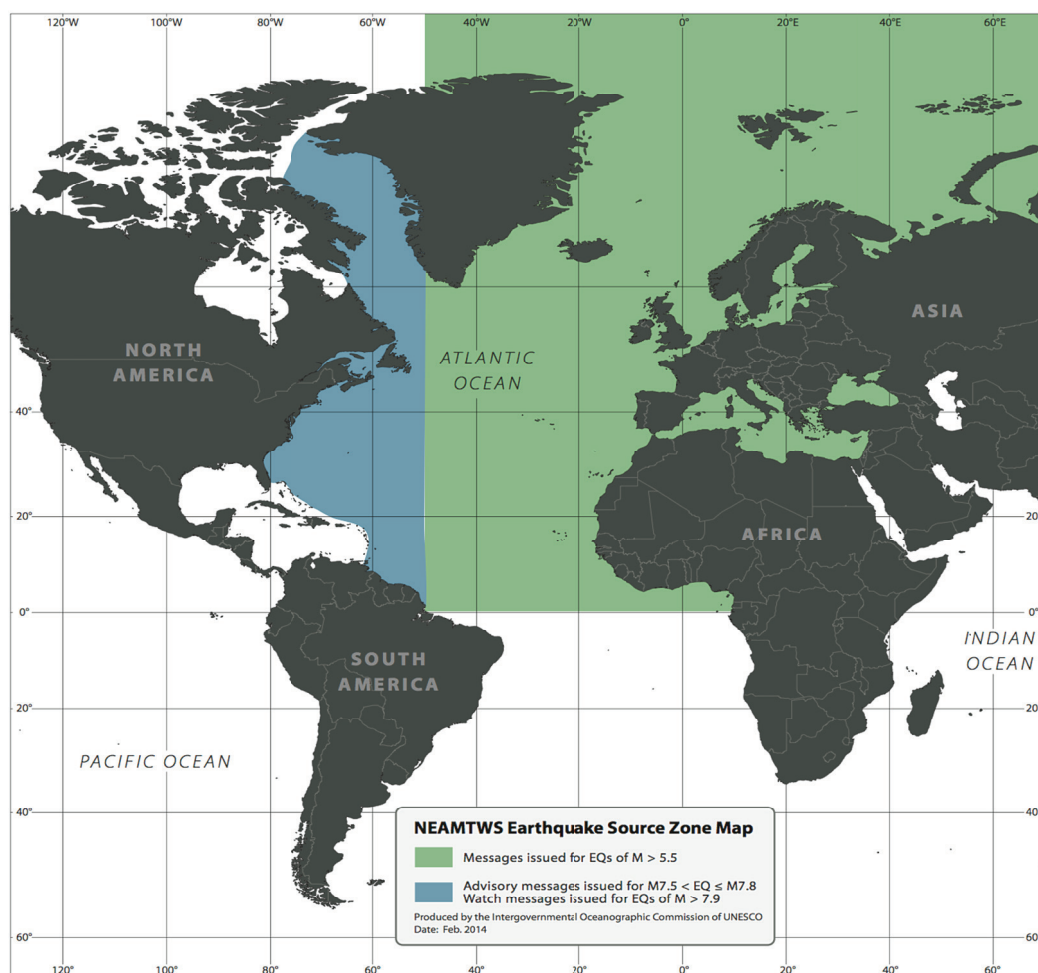 120°W 100°W 80°W 60°W 40°W 20°W 0° 20°E 40°E 60°E
ASIA
NORTH
AMERICA
ATLANTIC
OCEAN
40° 40°
20° 20°
AFRICA
0° 0°
INDIAN
OCEAN
SOUTH
AMERICA
20° 20°
PACIFIC OCEAN
40° 40°
NEAMTWS Earthquake Source Zone Map
Messages issued for EQs of M > 5.5
Advisory messages issued for M7.5 < EQ ≤ M7.8
Watch messages issued for EQs of M > 7.9
Produced by the Intergovernmental Oceanographic Commission of UNESCO
Date: Feb. 2014
60° 60°
120° 100° 80° 60° 40° 20° 0° 20° 40° 60°